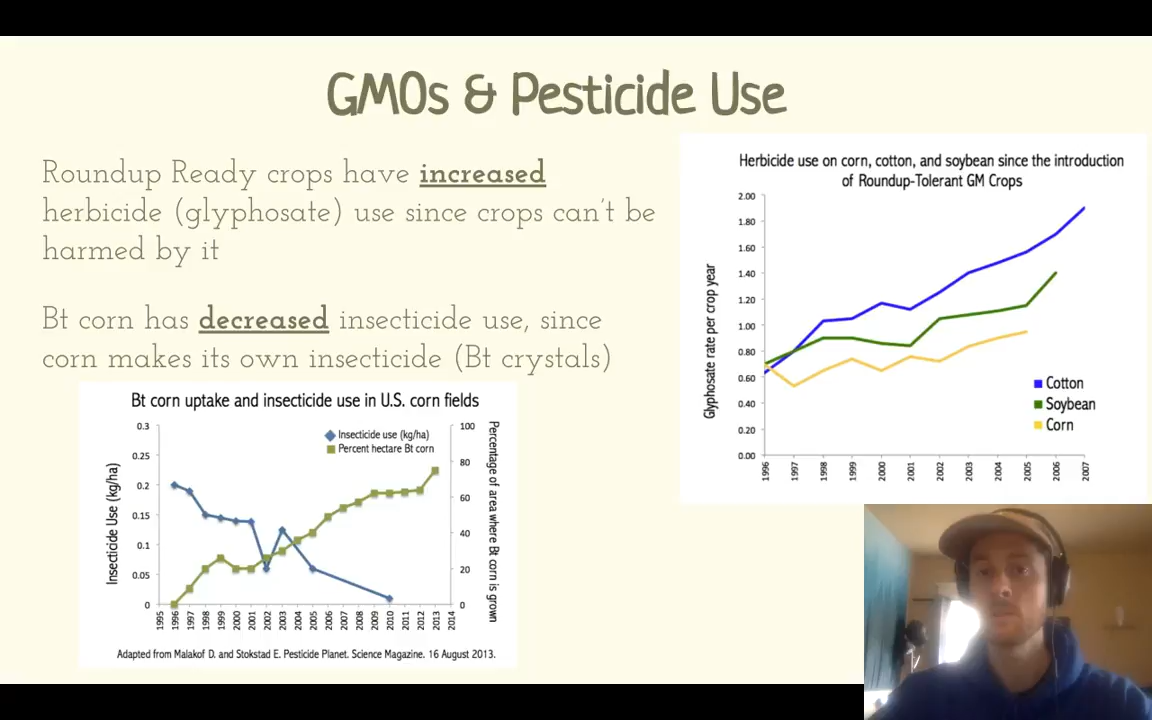 GMOs & Pesticide Use
Roundup Ready crops have increased
herbicide (glyphosate) use since crops can't be
harmed by it
Bt corn has decreased insecticide use, since
corn makes its own insecticide (Bt crystals)
Bt corn uptake and insecticide use in U.S. corn fields
Insecticide use (kg/ha)
Percent hectare Bt corn
Insecticide Use (kg/ha)
0.3
0.25
0.2
0.15
0.1
0.05
0
100
80
60
40
20
0
Percentage of area where Bt corn is grown
1995 1996 1997 1998 1999 2000 2001 2002 2003 2004 2005 2006 2007 2008 2009 2010 2011 2012 2013 2014
Adapted from Malakof D. and Stokstad E. Pesticide Planet. Science Magazine. 16 August 2013.
Herbicide use on corn, cotton, and soybean since the introduction
of Roundup-Tolerant GM Crops
Glyphosate rate per crop year
2.00
1.80
1.60
1.40
1.20
1.00
0.80
0.60
0.40
0.20
0.00
Cotton
Soybean
Corn
1996 1997 1998 1999 2000 2001 2002 2003 2004 2005 2006 2007